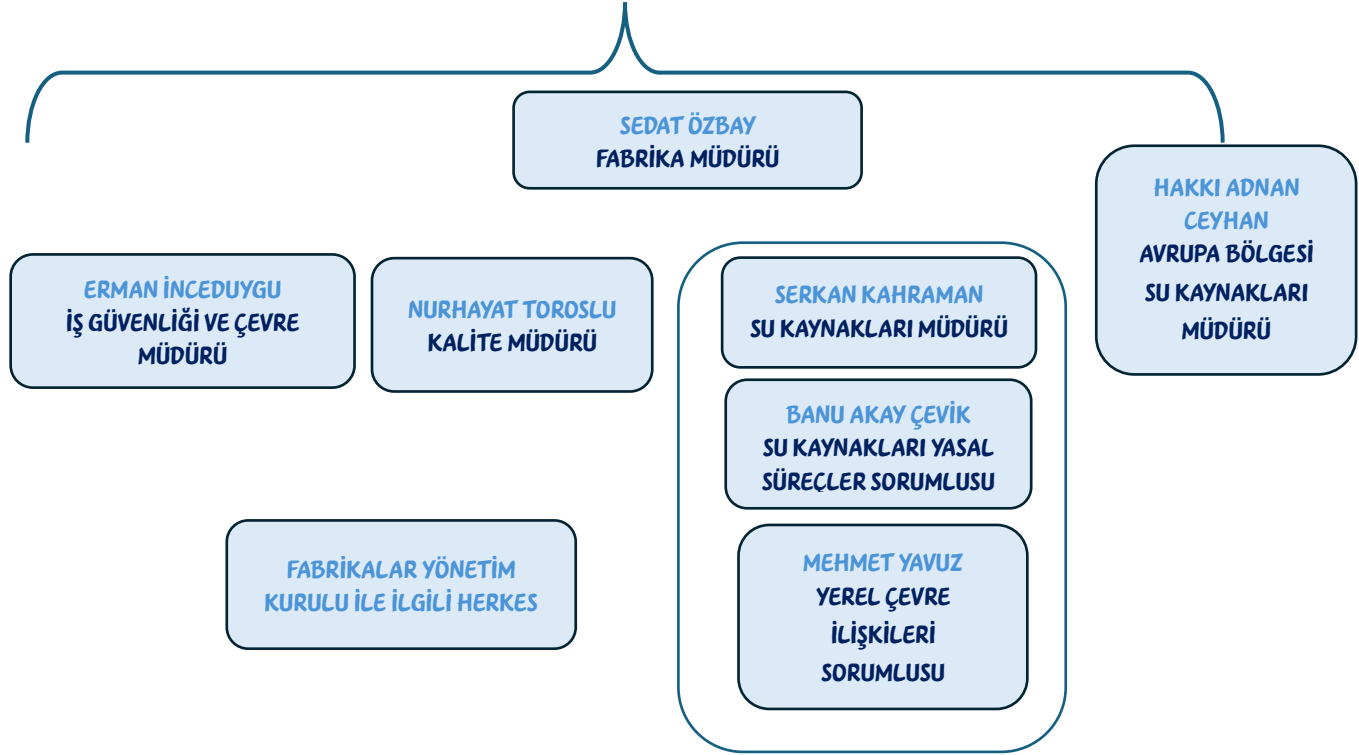 SEDAT ÖZBAY
FABRİKA MÜDÜRÜ
HAKKI ADNAN
CEYHAN
AVRUPA BÖLGESİ
SU KAYNAKLARI
MÜDÜRÜ
ERMAN İNCEDUYGU
İŞ GÜVENLİĞİ VE ÇEVRE
MÜDÜRÜ
NURHAYAT TOROSLU
KALİTE MÜDÜRÜ
SERKAN KAHRAMAN
SU KAYNAKLARI MÜDÜRÜ
BANU AKAY ÇEVİK
SU KAYNAKLARI YASAL
SÜREÇLER SORUMLUSU
FABRİKALAR YÖNETİM
KURULU İLE İLGİLİ HERKES
MEHMET YAVUZ
YEREL ÇEVRE
İLİŞKİLERİ
SORUMLUSU